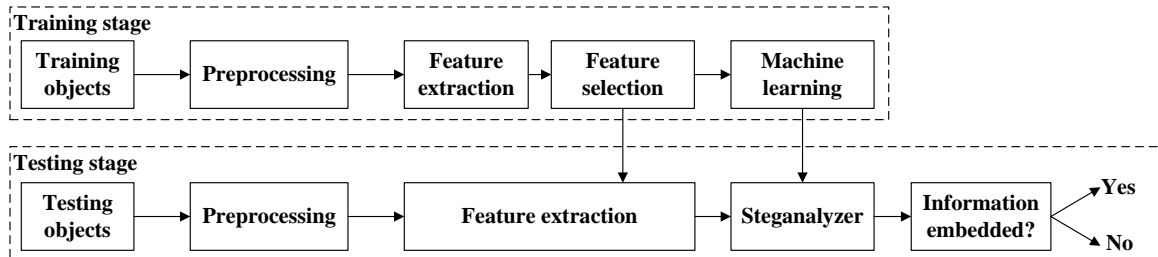 Training stage
Training
objects
Preprocessing
Feature
extraction
Feature
selection
Machine
learning
Testing stage
Testing
objects
Preprocessing
Feature extraction
Steganalyzer
Information
embedded?
Yes
No